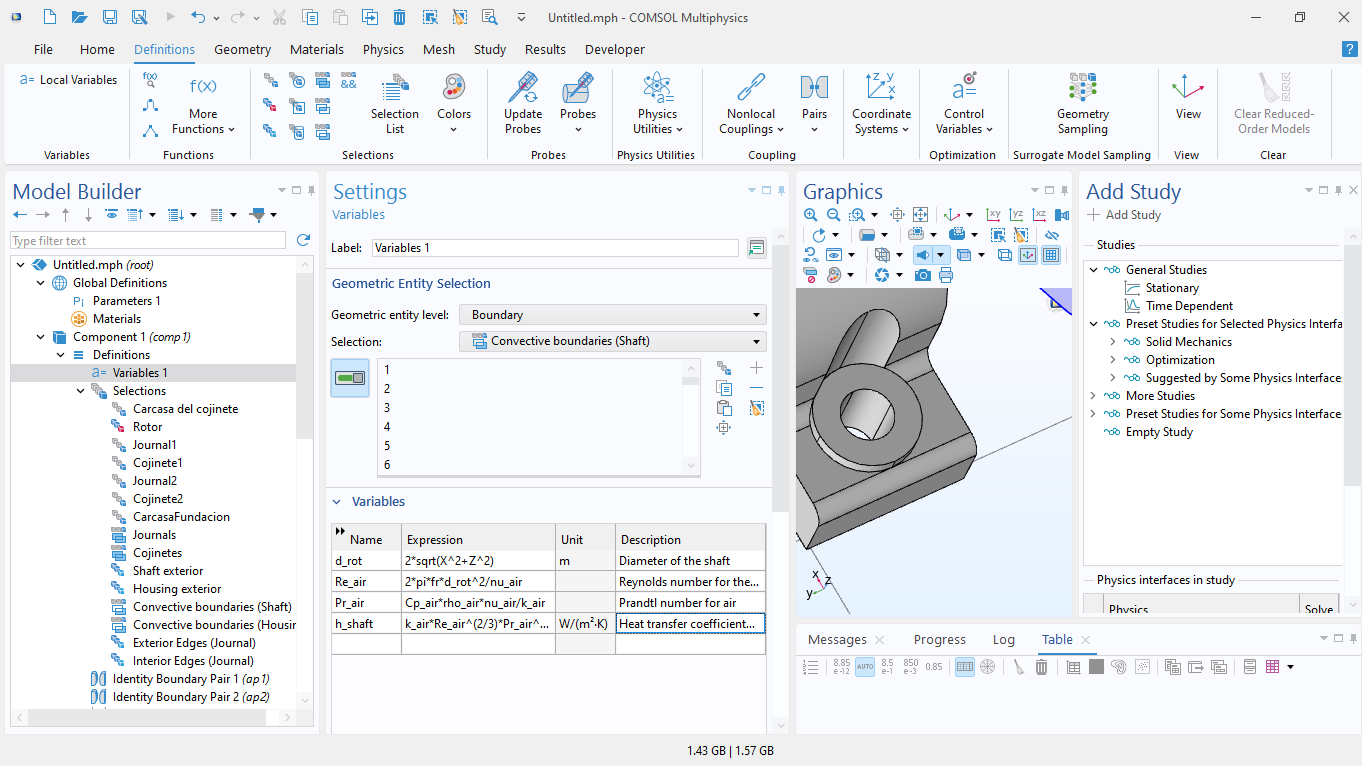 Untitled.mph - COMSOL Multiphysics
File Home Definitions Geometry Materials Physics Mesh Study Results Developer ?
a= Local Variables
Variables
f(x)
f(x)
More Functions
Functions
Selection List
Colors
Selections
Update Probes
Probes
Probes
Physics Utilities
Physics Utilities
Nonlocal Couplings
Pairs
Coupling
Coordinate Systems
Control Variables
Optimization
Geometry Sampling
Surrogate Model Sampling
View
View
Clear Reduced-Order Models
Clear
Model Builder
Type filter text
Untitled.mph (root)
Global Definitions
Pi Parameters 1
Materials
Component 1 (comp1)
Definitions
a= Variables 1
Selections
Carcasa del cojinete
Rotor
Journal1
Cojinete1
Journal2
Cojinete2
CarcasaFundacion
Journals
Cojinetes
Shaft exterior
Housing exterior
Convective boundaries (Shaft)
Convective boundaries (Housir
Exterior Edges (Journal)
Interior Edges (Journal)
Identity Boundary Pair 1 (ap1)
Identity Boundary Pair 2 (ap2)
Settings
Variables
Label: Variables 1
Geometric Entity Selection
Geometric entity level: Boundary
Selection: Convective boundaries (Shaft)
1
2
3
4
5
6
Variables
Name Expression Unit Description
d_rot 2*sqrt(X^2+Z^2) m Diameter of the shaft
Re_air 2*pi*fr*d_rot^2/nu_air Reynolds number for the...
Pr_air Cp_air*rho_air*nu_air/k_air Prandtl number for air
h_shaft k_air*Re_air^(2/3)*Pr_air^... W/(m²·K) Heat transfer coefficient...
Graphics
xy yz xz
x z
y
Messages Progress Log Table
8.85 e-12 AUTO 8.5 e-1 850 e-3 0.85
Add Study
Add Study
Studies
General Studies
Stationary
Time Dependent
Preset Studies for Selected Physics Interfa
Solid Mechanics
Optimization
Suggested by Some Physics Interface
More Studies
Preset Studies for Some Physics Interface
Empty Study
Physics interfaces in study
Physics Solve
1.43 GB | 1.57 GB